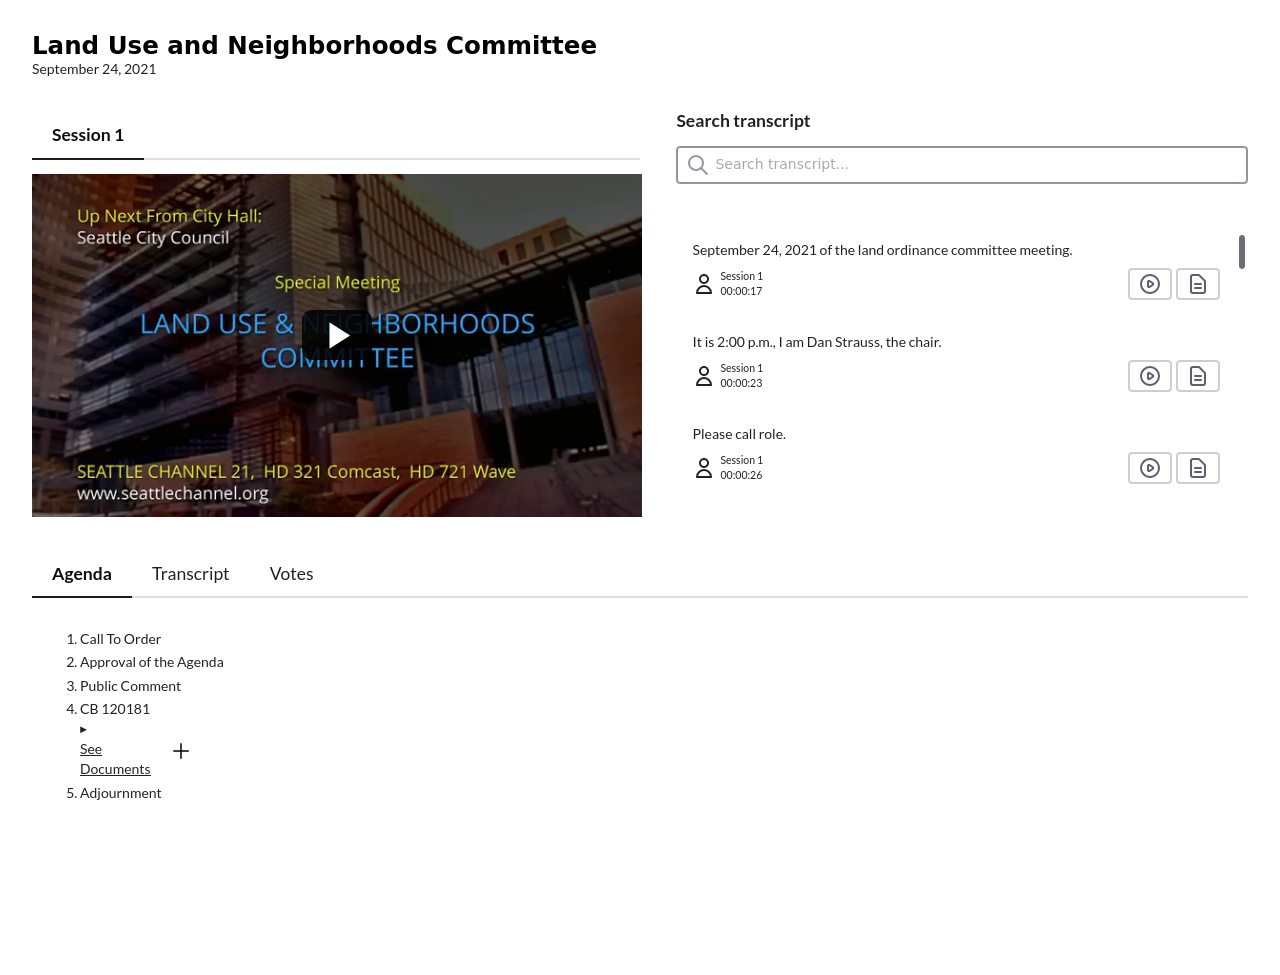 Land Use and Neighborhoods Committee
September 24, 2021
Session 1
Up Next From City Hall:
Seattle City Council
Special Meeting
LAND USE & NEIGHBORHOODS
COMMITTEE
SEATTLE CHANNEL 21, HD 321 Comcast, HD 721 Wave
www.seattlechannel.org
Search transcript
Search transcript...
September 24, 2021 of the land ordinance committee meeting.
Session 1
00:00:17
It is 2:00 p.m., I am Dan Strauss, the chair.
Session 1
00:00:23
Please call role.
Session 1
00:00:26
Agenda Transcript Votes
1. Call To Order
2. Approval of the Agenda
3. Public Comment
4. CB 120181
See
Documents
5. Adjournment